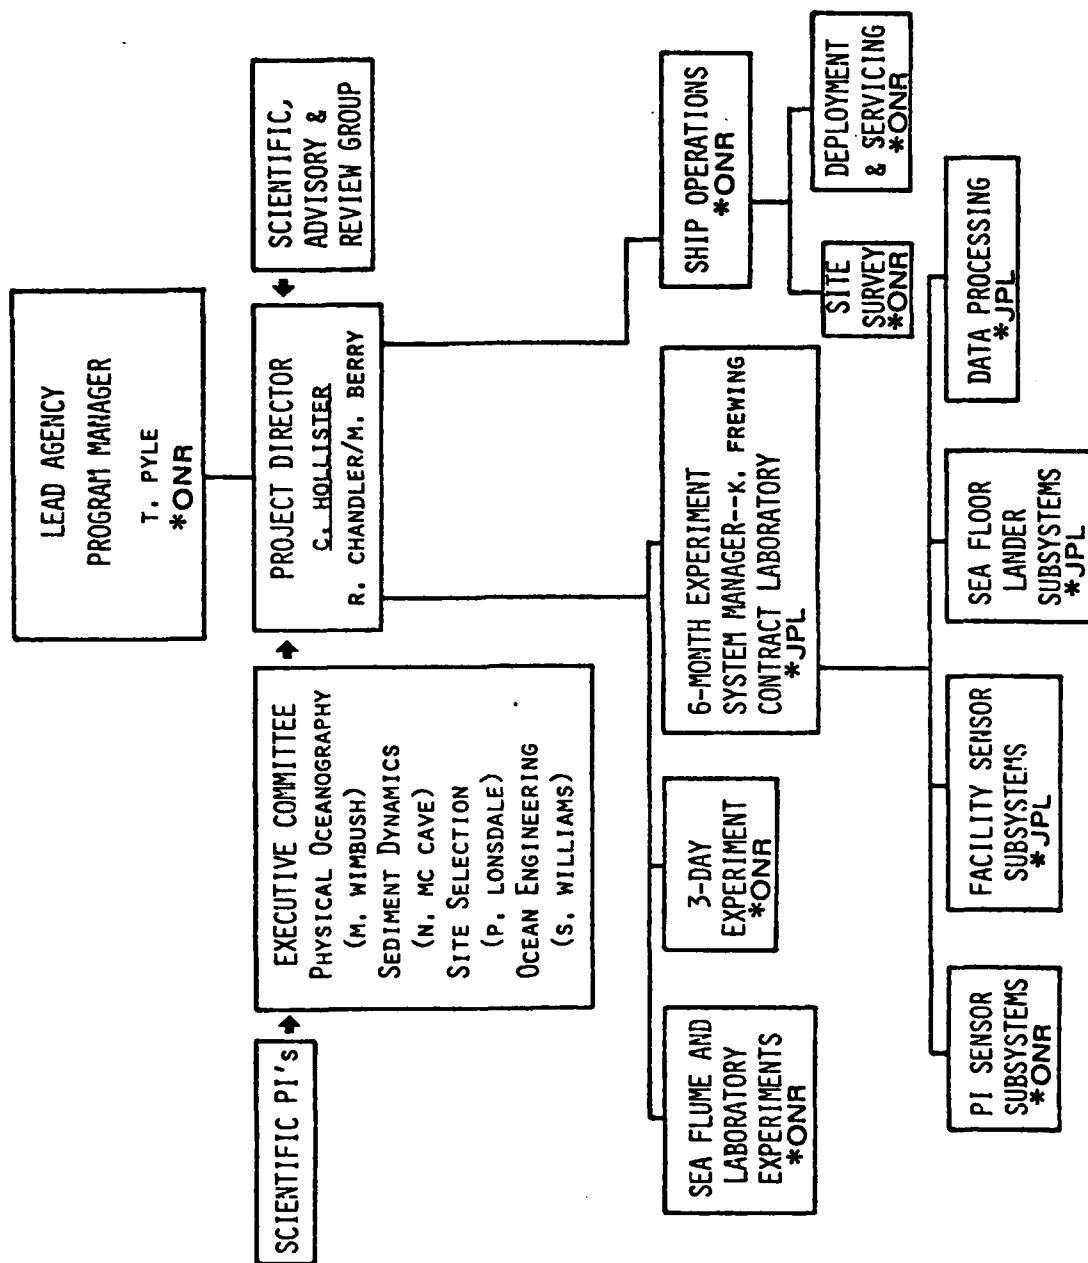 LEAD AGENCY
PROGRAM MANAGER
T. PYLE
*ONR
SCIENTIFIC PI's
EXECUTIVE COMMITTEE
PHYSICAL OCEANOGRAPHY
(M. WIMBUSH)
SEDIMENT DYNAMICS
(N. MC CAVE)
SITE SELECTION
(P. LONSDALE)
OCEAN ENGINEERING
(S. WILLIAMS)
PROJECT DIRECTOR
C. HOLLISTER
R. CHANDLER/M. BERRY
SCIENTIFIC,
ADVISORY &
REVIEW GROUP
SEA FLUME AND
LABORATORY
EXPERIMENTS
*ONR
3-DAY
EXPERIMENT
*ONR
6-MONTH EXPERIMENT
SYSTEM MANAGER--K. FREWING
CONTRACT LABORATORY
*JPL
SHIP OPERATIONS
*ONR
SITE
SURVEY
*ONR
DEPLOYMENT
& SERVICING
*ONR
PI SENSOR
SUBSYSTEMS
*ONR
FACILITY SENSOR
SUBSYSTEMS
*JPL
SEA FLOOR
LANDER
SUBSYSTEMS
*JPL
DATA PROCESSING
*JPL